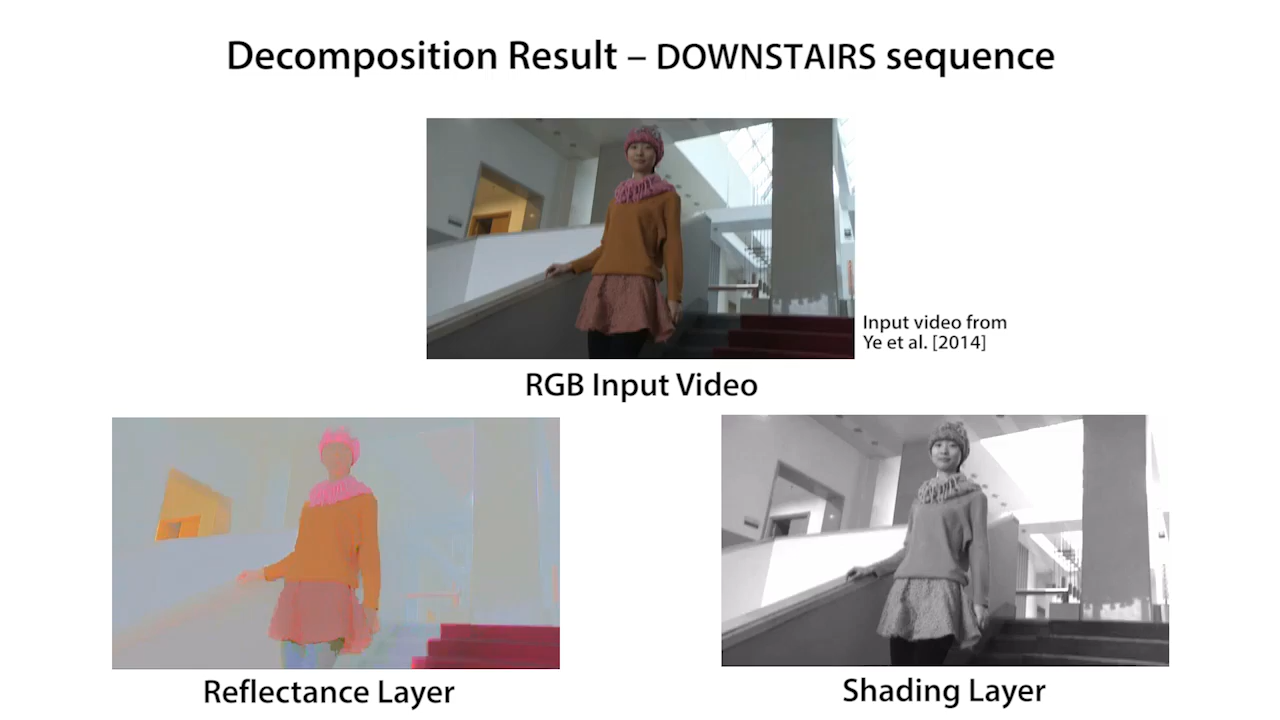 Decomposition Result – DOWNSTAIRS sequence
Input video from
Ye et al. [2014]
RGB Input Video
Reflectance Layer
Shading Layer